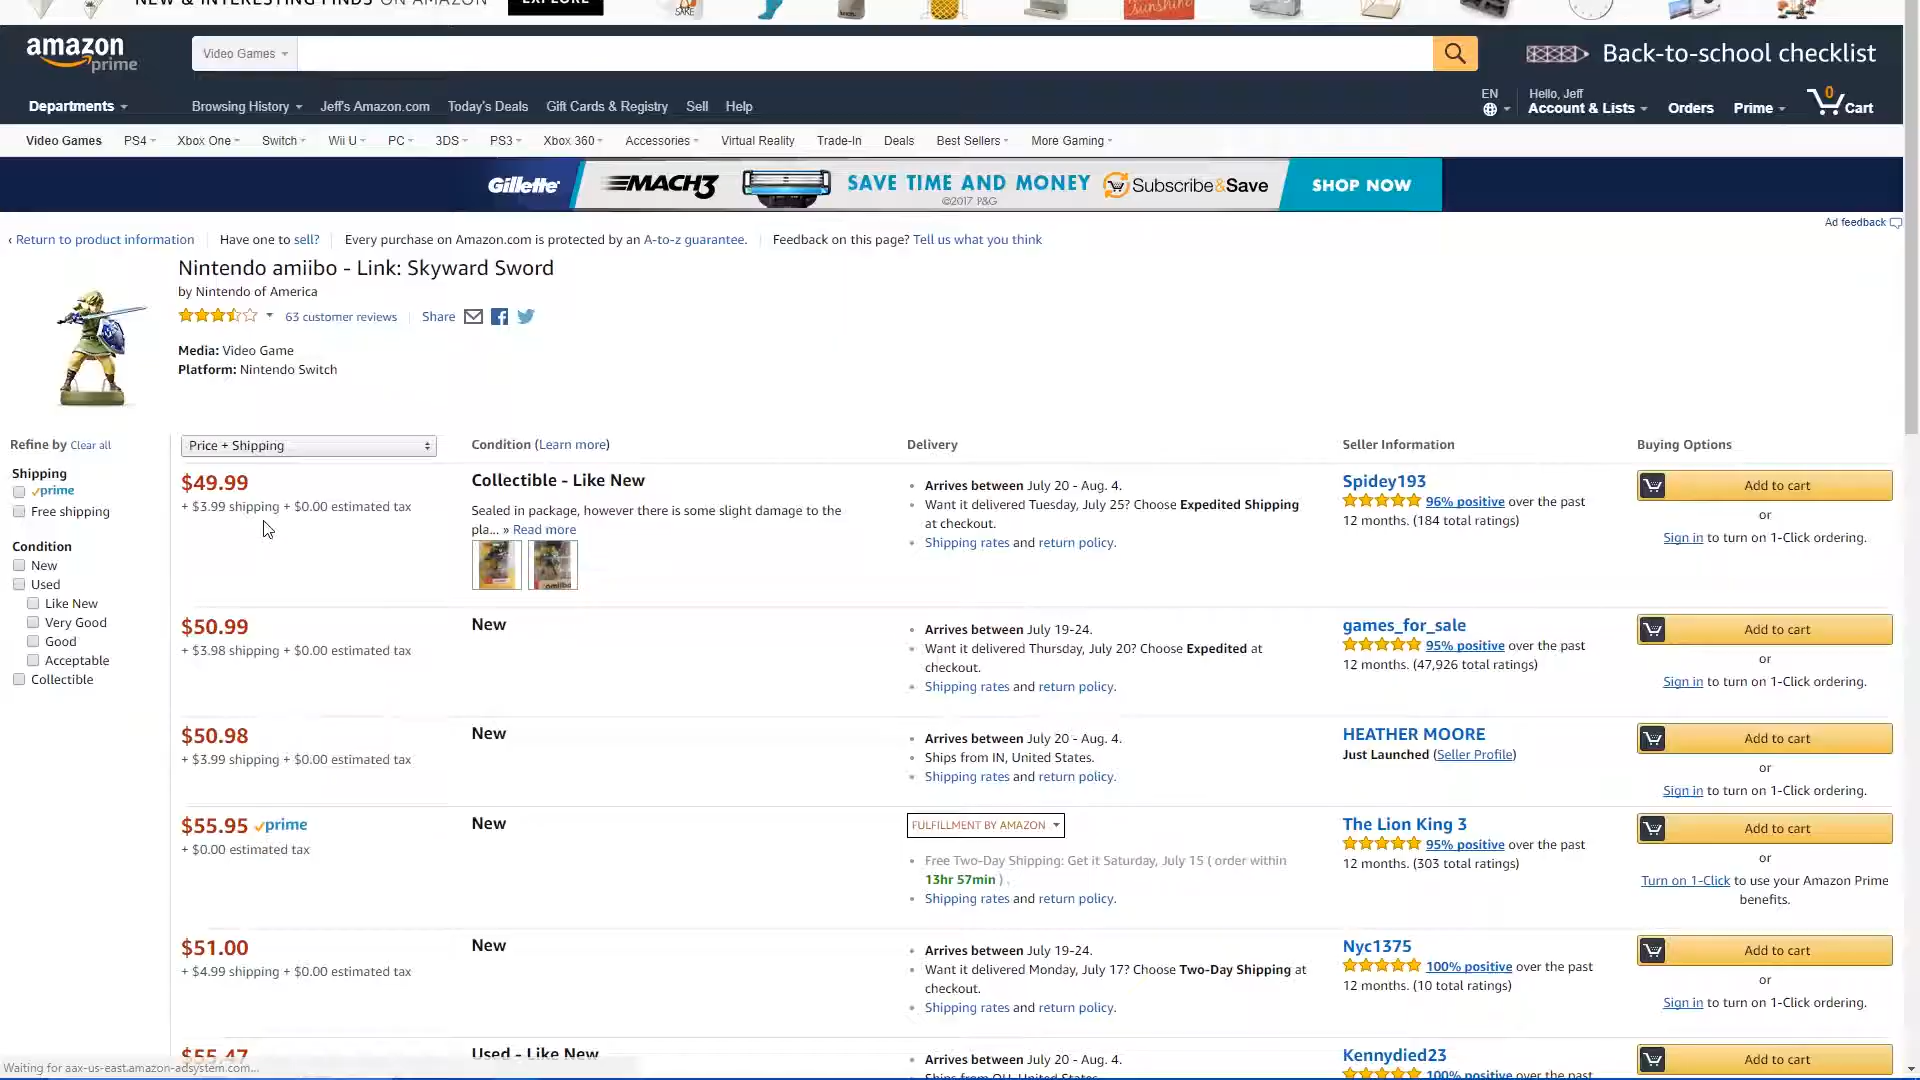 NEW & INTERESTING FINDS ON AMAZON EXPLORE
amazon prime
Video Games
Back-to-school checklist
Departments
Browsing History Jeff's Amazon.com Today's Deals Gift Cards & Registry Sell Help
EN
Hello, Jeff
Account & Lists Orders Prime 0 Cart
Video Games PS4 Xbox One Switch Wii U PC 3DS PS3 Xbox 360 Accessories Virtual Reality Trade-In Deals Best Sellers More Gaming
Gillette MACH3 SAVE TIME AND MONEY Subscribe & Save SHOP NOW
©2017 P&G
Ad feedback
‹ Return to product information Have one to sell? Every purchase on Amazon.com is protected by an A-to-z guarantee. Feedback on this page? Tell us what you think
Nintendo amiibo - Link: Skyward Sword
by Nintendo of America
63 customer reviews Share
Media: Video Game
Platform: Nintendo Switch
Refine by Clear all
Shipping
prime
Free shipping
Condition
New
Used
Like New
Very Good
Good
Acceptable
Collectible
Price + Shipping Condition (Learn more) Delivery Seller Information Buying Options
$49.99
+ $3.99 shipping + $0.00 estimated tax
Collectible - Like New
Sealed in package, however there is some slight damage to the
pla... » Read more
Arrives between July 20 - Aug. 4.
Want it delivered Tuesday, July 25? Choose Expedited Shipping
at checkout.
Shipping rates and return policy.
Spidey193
96% positive over the past
12 months. (184 total ratings)
Add to cart
or
Sign in to turn on 1-Click ordering.
$50.99
+ $3.98 shipping + $0.00 estimated tax
New
Arrives between July 19-24.
Want it delivered Thursday, July 20? Choose Expedited at
checkout.
Shipping rates and return policy.
games_for_sale
95% positive over the past
12 months. (47,926 total ratings)
Add to cart
or
Sign in to turn on 1-Click ordering.
$50.98
+ $3.99 shipping + $0.00 estimated tax
New
Arrives between July 20 - Aug. 4.
Ships from IN, United States.
Shipping rates and return policy.
HEATHER MOORE
Just Launched (Seller Profile)
Add to cart
or
Sign in to turn on 1-Click ordering.
$55.95 prime
+ $0.00 estimated tax
New
FULFILLMENT BY AMAZON
Free Two-Day Shipping: Get it Saturday, July 15 ( order within
13hr 57min ) .
Shipping rates and return policy.
The Lion King 3
95% positive over the past
12 months. (303 total ratings)
Add to cart
or
Turn on 1-Click to use your Amazon Prime
benefits.
$51.00
+ $4.99 shipping + $0.00 estimated tax
New
Arrives between July 19-24.
Want it delivered Monday, July 17? Choose Two-Day Shipping at
checkout.
Shipping rates and return policy.
Nyc1375
100% positive over the past
12 months. (10 total ratings)
Add to cart
or
Sign in to turn on 1-Click ordering.
$55.47
Used - Like New
Arrives between July 20 - Aug. 4.
Ships from OH, United States.
Kennydied23
100% positive over the past
Add to cart
Waiting for aax-us-east.amazon-adsystem.com...